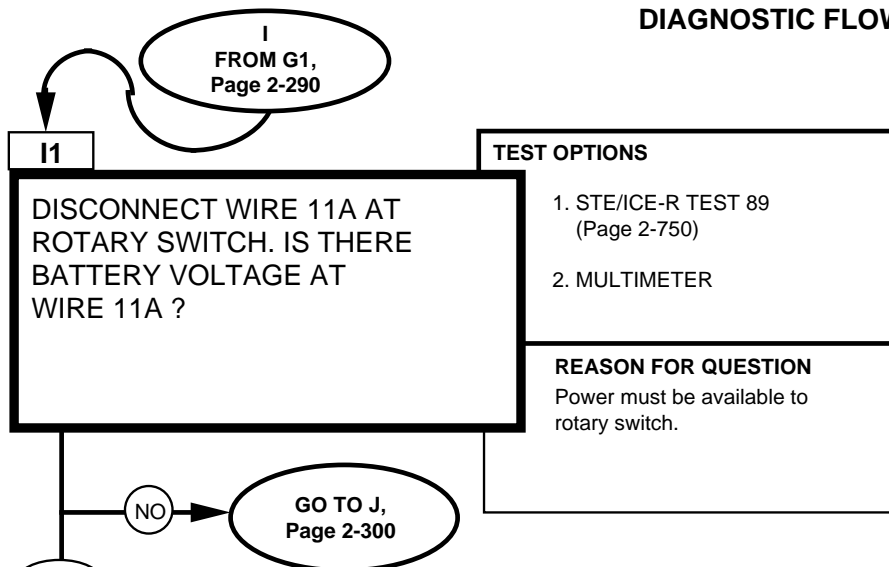 DIAGNOSTIC FLOW
I
FROM G1,
Page 2-290
I1
DISCONNECT WIRE 11A AT
ROTARY SWITCH. IS THERE
BATTERY VOLTAGE AT
WIRE 11A ?
TEST OPTIONS
1. STE/ICE-R TEST 89
(Page 2-750)
2. MULTIMETER
REASON FOR QUESTION
Power must be available to
rotary switch.
NO
GO TO J,
Page 2-300